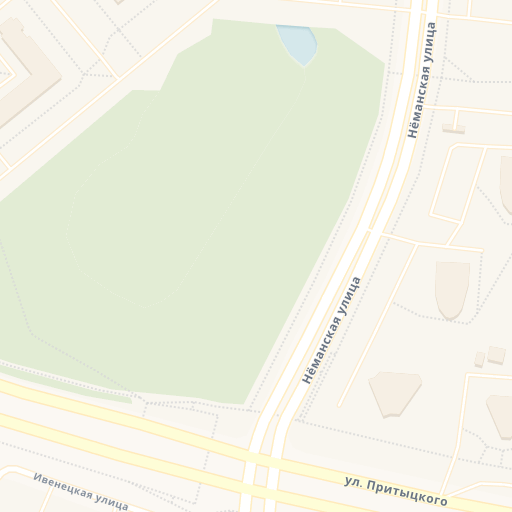 Нёманская улица
Нёманская улица
ул. Притыцкого
Ивенецкая улица